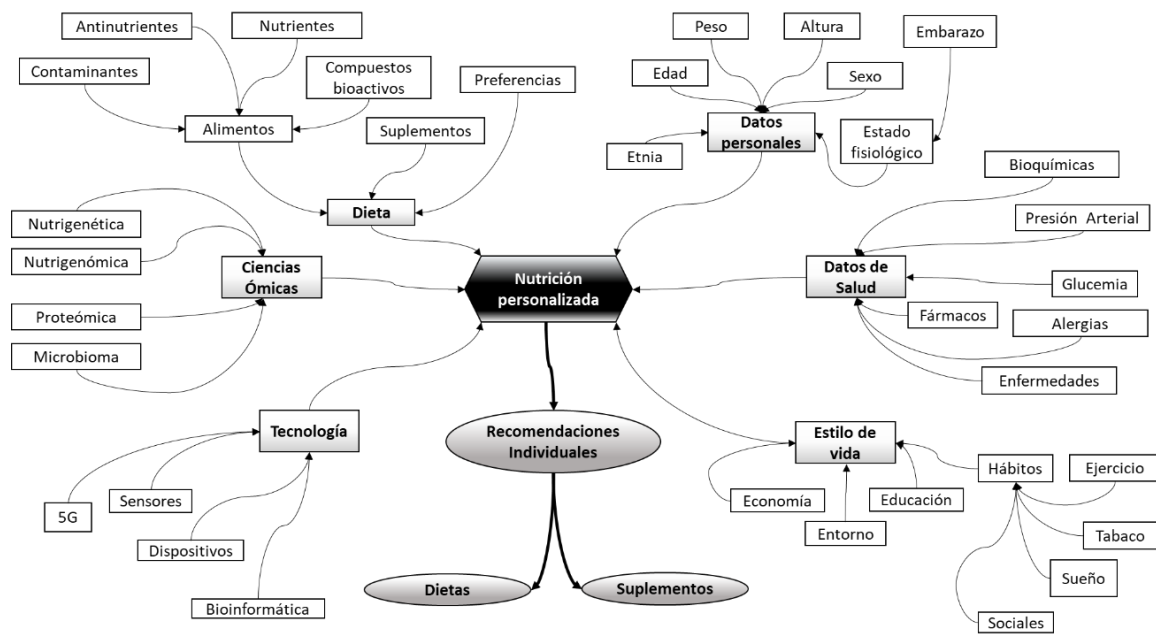 Antinutrientes
Nutrientes
Contaminantes
Compuestos
bioactivos
Preferencias
Alimentos
Suplementos
Dieta
Peso
Altura
Embarazo
Edad
Sexo
Datos
personales
Etnia
Estado
fisiológico
Bioquímicas
Presión Arterial
Glucemia
Datos de
Salud
Fármacos
Alergias
Enfermedades
Nutrigenética
Nutrigenómica
Ciencias
Ómicas
Proteómica
Microbioma
Nutrición
personalizada
Tecnología
5G
Sensores
Dispositivos
Bioinformática
Recomendaciones
Individuales
Dietas
Suplementos
Estilo de
vida
Economía
Entorno
Educación
Hábitos
Ejercicio
Tabaco
Sueño
Sociales